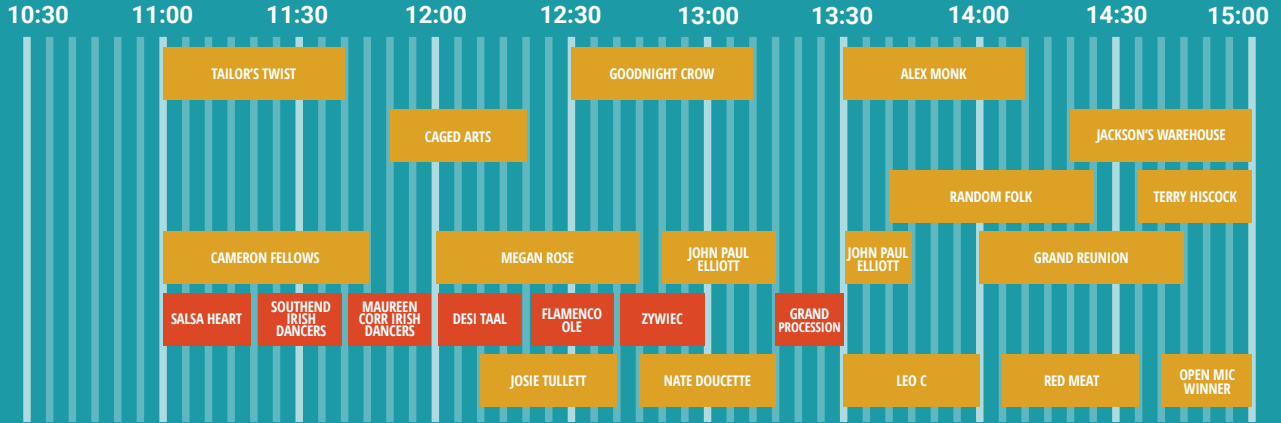 10:30 11:00 11:30 12:00 12:30 13:00 13:30 14:00 14:30 15:00
TAILOR'S TWIST
GOODNIGHT CROW
ALEX MONK
CAGED ARTS
JACKSON'S WAREHOUSE
RANDOM FOLK
TERRY HISCOCK
CAMERON FELLOWS
MEGAN ROSE
JOHN PAUL
ELLIOTT
JOHN PAUL
ELLIOTT
GRAND REUNION
SALSA HEART
SOUTHEND
IRISH
DANCERS
MAUREEN
CORR IRISH
DANCERS
DESI TAAL
FLAMENCO
OLE
ZYWIEC
GRAND
PROCESSION
JOSIE TULLETT
NATE DOUCETTE
LEO C
RED MEAT
OPEN MIC
WINNER